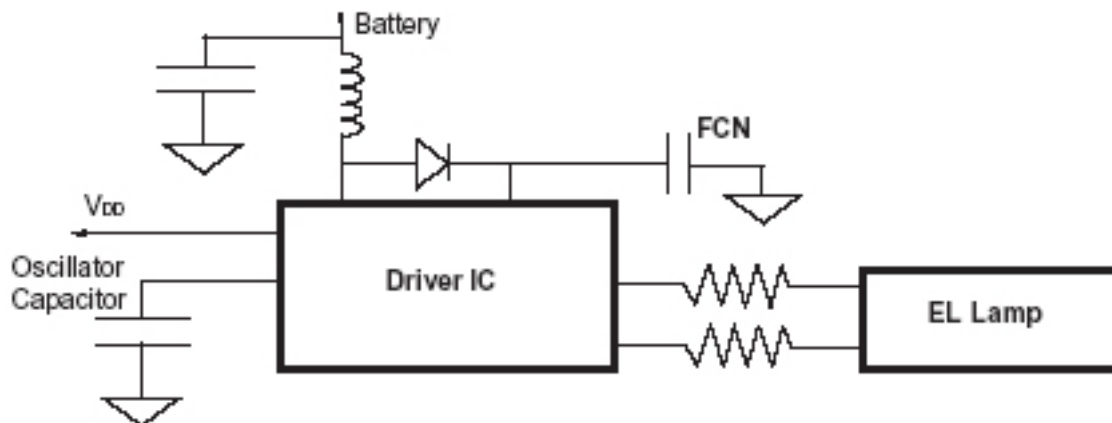 Battery
FCN
VDD
Oscillator
Capacitor
Driver IC
EL Lamp